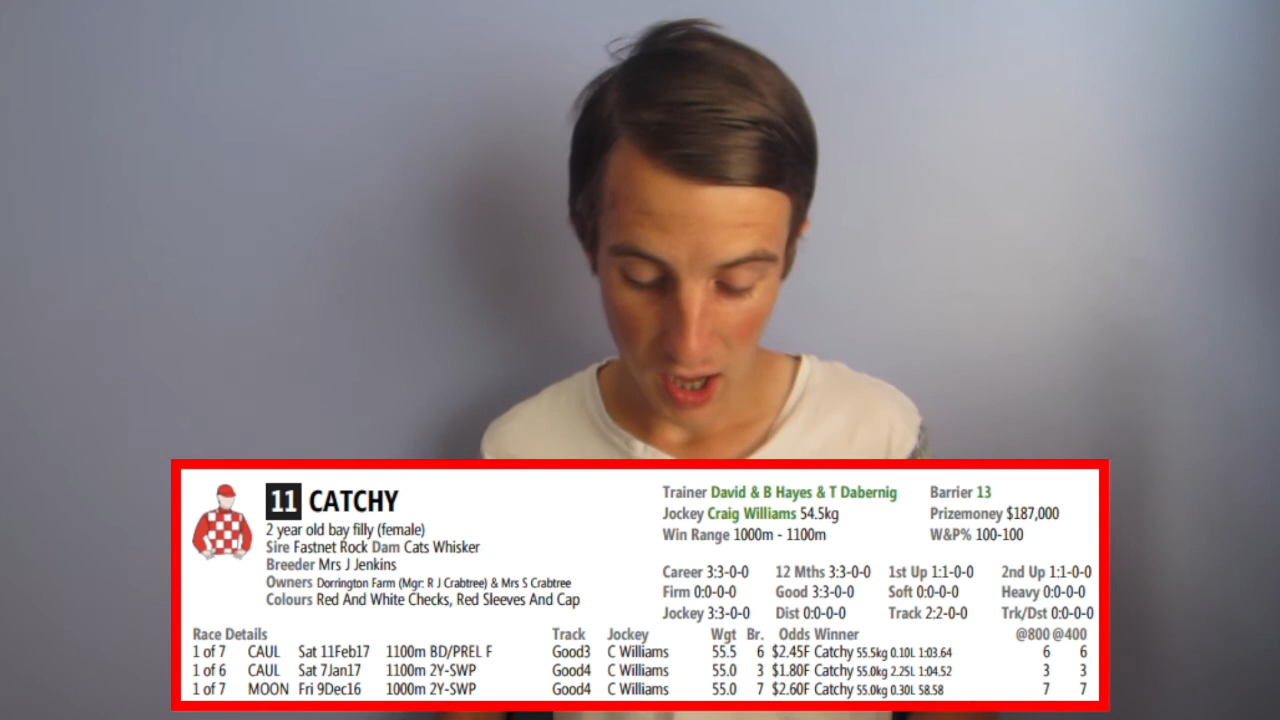 11 CATCHY
2 year old bay filly (female)
Sire Fastnet Rock Dam Cats Whisker
Breeder Mrs J Jenkins
Owners Dorrington Farm (Mgr: R J Crabtree) & Mrs S Crabtree
Colours Red And White Checks, Red Sleeves And Cap
Trainer David & B Hayes & T Dabernig Barrier 13
Jockey Craig Williams 54.5kg Prizemoney $187,000
Win Range 1000m - 1100m W&P% 100-100
Career 3:3-0-0 12 Mths 3:3-0-0 1st Up 1:1-0-0 2nd Up 1:1-0-0
Firm 0:0-0-0 Good 3:3-0-0 Soft 0:0-0-0 Heavy 0:0-0-0
Jockey 3:3-0-0 Dist 0:0-0-0 Track 2:2-0-0 Trk/Dst 0:0-0-0
Race Details Track Jockey Wgt Br. Odds Winner @800 @400
1 of 7 CAUL Sat 11Feb17 1100m BD/PREL F Good3 C Williams 55.5 6 $2.45F Catchy 55.5kg 0.10L 1:03.64 6 6
1 of 6 CAUL Sat 7Jan17 1100m 2Y-SWP Good4 C Williams 55.0 3 $1.80F Catchy 55.0kg 2.25L 1:04.52 3 3
1 of 7 MOON Fri 9Dec16 1000m 2Y-SWP Good4 C Williams 55.0 7 $2.60F Catchy 55.0kg 0.30L 58.58 7 7